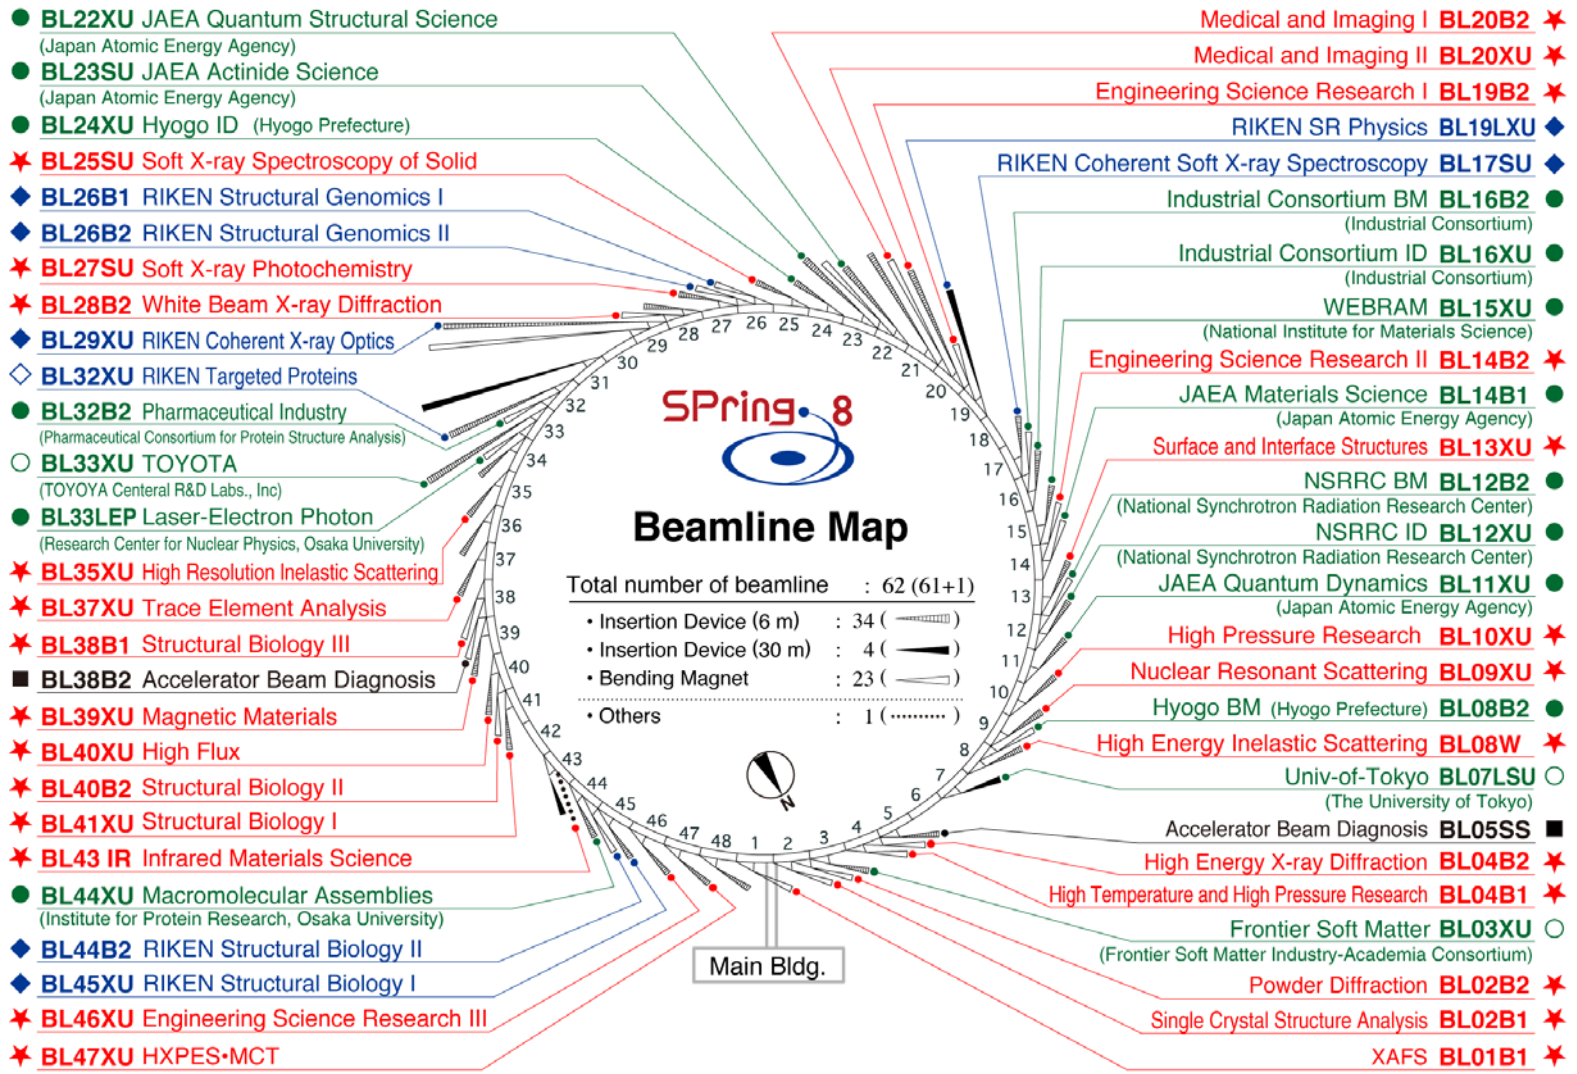 BL22XU JAEA Quantum Structural Science
(Japan Atomic Energy Agency)
BL23SU JAEA Actinide Science
(Japan Atomic Energy Agency)
BL24XU Hyogo ID (Hyogo Prefecture)
BL25SU Soft X-ray Spectroscopy of Solid
BL26B1 RIKEN Structural Genomics I
BL26B2 RIKEN Structural Genomics II
BL27SU Soft X-ray Photochemistry
BL28B2 White Beam X-ray Diffraction
BL29XU RIKEN Coherent X-ray Optics
BL32XU RIKEN Targeted Proteins
BL32B2 Pharmaceutical Industry
(Pharmaceutical Consortium for Protein Structure Analysis)
BL33XU TOYOTA
(TOYOYA Centeral R&D Labs., Inc)
BL33LEP Laser-Electron Photon
(Research Center for Nuclear Physics, Osaka University)
BL35XU High Resolution Inelastic Scattering
BL37XU Trace Element Analysis
BL38B1 Structural Biology III
BL38B2 Accelerator Beam Diagnosis
BL39XU Magnetic Materials
BL40XU High Flux
BL40B2 Structural Biology II
BL41XU Structural Biology I
BL43 IR Infrared Materials Science
BL44XU Macromolecular Assemblies
(Institute for Protein Research, Osaka University)
BL44B2 RIKEN Structural Biology II
BL45XU RIKEN Structural Biology I
BL46XU Engineering Science Research III
BL47XU HXPES•MCT
Medical and Imaging I BL20B2
Medical and Imaging II BL20XU
Engineering Science Research I BL19B2
RIKEN SR Physics BL19LXU
RIKEN Coherent Soft X-ray Spectroscopy BL17SU
Industrial Consortium BM BL16B2
(Industrial Consortium)
Industrial Consortium ID BL16XU
(Industrial Consortium)
WEBRAM BL15XU
(National Institute for Materials Science)
Engineering Science Research II BL14B2
JAEA Materials Science BL14B1
(Japan Atomic Energy Agency)
Surface and Interface Structures BL13XU
NSRRC BM BL12B2
(National Synchrotron Radiation Research Center)
NSRRC ID BL12XU
(National Synchrotron Radiation Research Center)
JAEA Quantum Dynamics BL11XU
(Japan Atomic Energy Agency)
High Pressure Research BL10XU
Nuclear Resonant Scattering BL09XU
Hyogo BM (Hyogo Prefecture) BL08B2
High Energy Inelastic Scattering BL08W
Univ-of-Tokyo BL07LSU
(The University of Tokyo)
Accelerator Beam Diagnosis BL05SS
High Energy X-ray Diffraction BL04B2
High Temperature and High Pressure Research BL04B1
Frontier Soft Matter BL03XU
(Frontier Soft Matter Industry-Academia Consortium)
Powder Diffraction BL02B2
Single Crystal Structure Analysis BL02B1
XAFS BL01B1
SPring 8
Beamline Map
Total number of beamline : 62 (61+1)
• Insertion Device (6 m) : 34 ( )
• Insertion Device (30 m) : 4 ( )
• Bending Magnet : 23 ( )
• Others : 1 ( ········· )
N
1
2
3
4
5
6
7
8
9
10
11
12
13
14
15
16
17
18
19
20
21
22
23
24
25
26
27
28
29
30
31
32
33
34
35
36
37
38
39
40
41
42
43
44
45
46
47
48
Main Bldg.